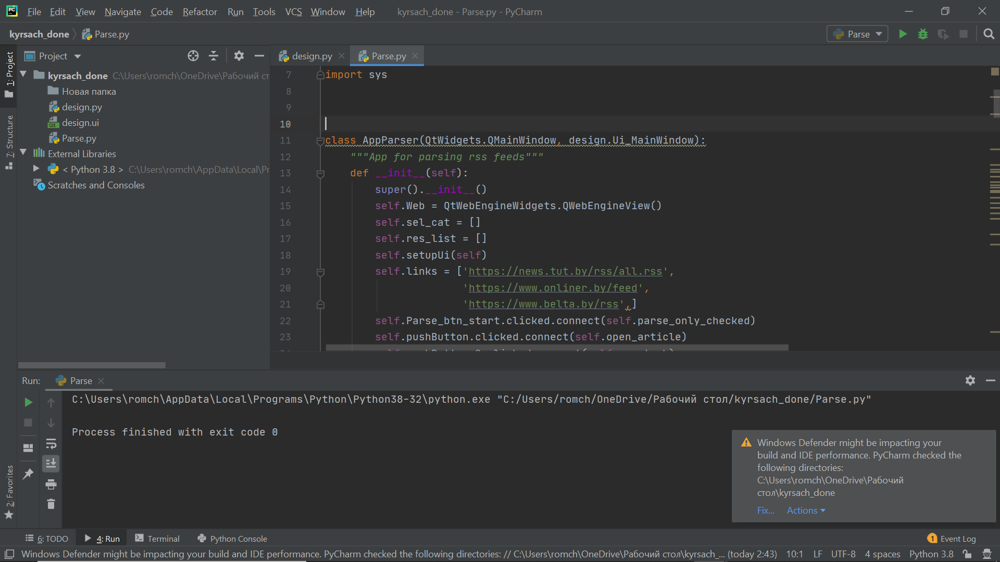 PC File Edit View Navigate Code Refactor Run Tools VCS Window Help kyrsach_done - Parse.py - PyCharm
kyrsach_done Parse.py Parse
1: Project
7: Structure
2: Favorites
Project
kyrsach_done C:\Users\romch\OneDrive\Рабочий ст
Новая папка
design.py
Qt design.ui
Parse.py
External Libraries
< Python 3.8 > C:\Users\romch\AppData\Local\Pr
Scratches and Consoles
design.py Parse.py
7 import sys
8
9
10
11 class AppParser(QtWidgets.QMainWindow, design.Ui_MainWindow):
12 """App for parsing rss feeds"""
13 def __init__(self):
14 super().__init__()
15 self.Web = QtWebEngineWidgets.QWebEngineView()
16 self.sel_cat = []
17 self.res_list = []
18 self.setupUi(self)
19 self.links = ['https://news.tut.by/rss/all.rss',
20 'https://www.onliner.by/feed',
21 'https://www.belta.by/rss',]
22 self.Parse_btn_start.clicked.connect(self.parse_only_checked)
23 self.pushButton.clicked.connect(self.open_article)
Run: Parse
C:\Users\romch\AppData\Local\Programs\Python\Python38-32\python.exe "C:/Users/romch/OneDrive/Рабочий стол/kyrsach_done/Parse.py"
Process finished with exit code 0
Windows Defender might be impacting your
build and IDE performance. PyCharm checked the
following directories:
C:\Users\romch\OneDrive\Рабочий
стол\kyrsach_done
Fix... Actions
6: TODO 4: Run Terminal Python Console 1 Event Log
Windows Defender might be impacting your build and IDE performance. PyCharm checked the following directories: // C:\Users\romch\OneDrive\Рабочий стол\kyrsach_... (today 2:43) 10:1 LF UTF-8 4 spaces Python 3.8